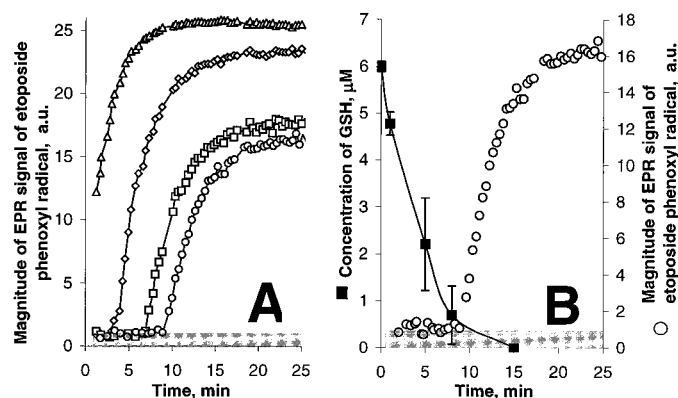 Magnitude of EPR signal of etoposide
phenoxyl radical, a.u.
25
20
15
10
5
0
0 5 10 15 20 25
Time, min
A
Concentration of GSH, µM
7
6
5
4
3
2
1
0
0 5 10 15 20 25
Time, min
B
18
16
14
12
10
8
6
4
2
0
Magnitude of EPR signal of
etoposide phenoxyl radical, a.u.